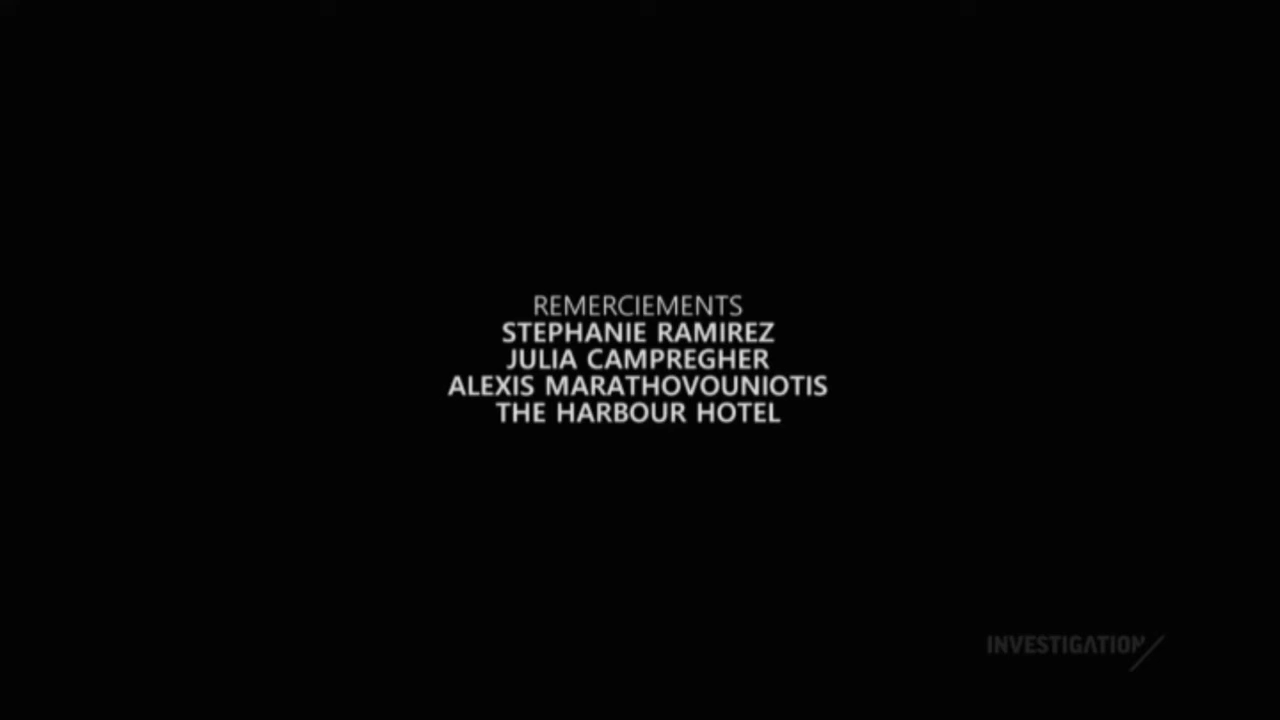 REMERCIEMENTS
STEPHANIE RAMIREZ
JULIA CAMPREGHER
ALEXIS MARATHOVOUNIOTIS
THE HARBOUR HOTEL
INVESTIGATION